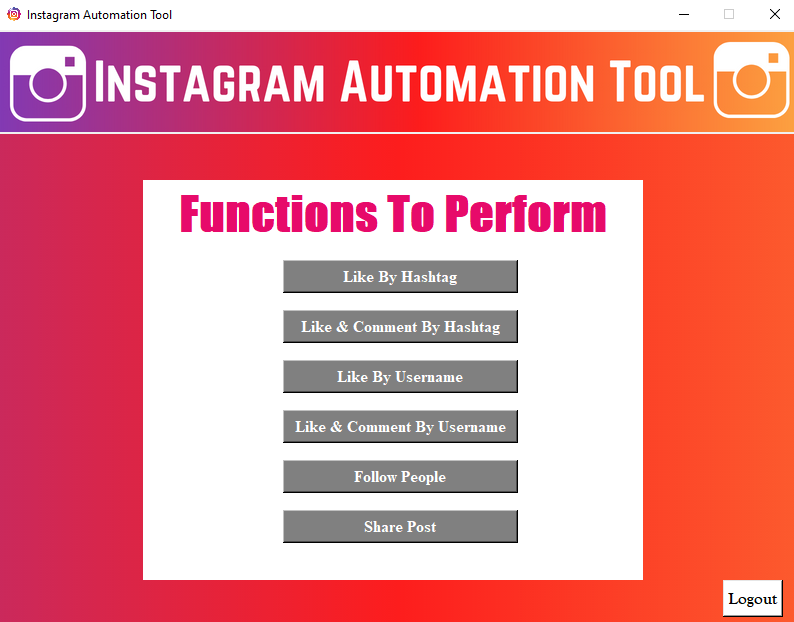 Instagram Automation Tool
Instagram Automation Tool
Functions To Perform
Like By Hashtag
Like & Comment By Hashtag
Like By Username
Like & Comment By Username
Follow People
Share Post
Logout